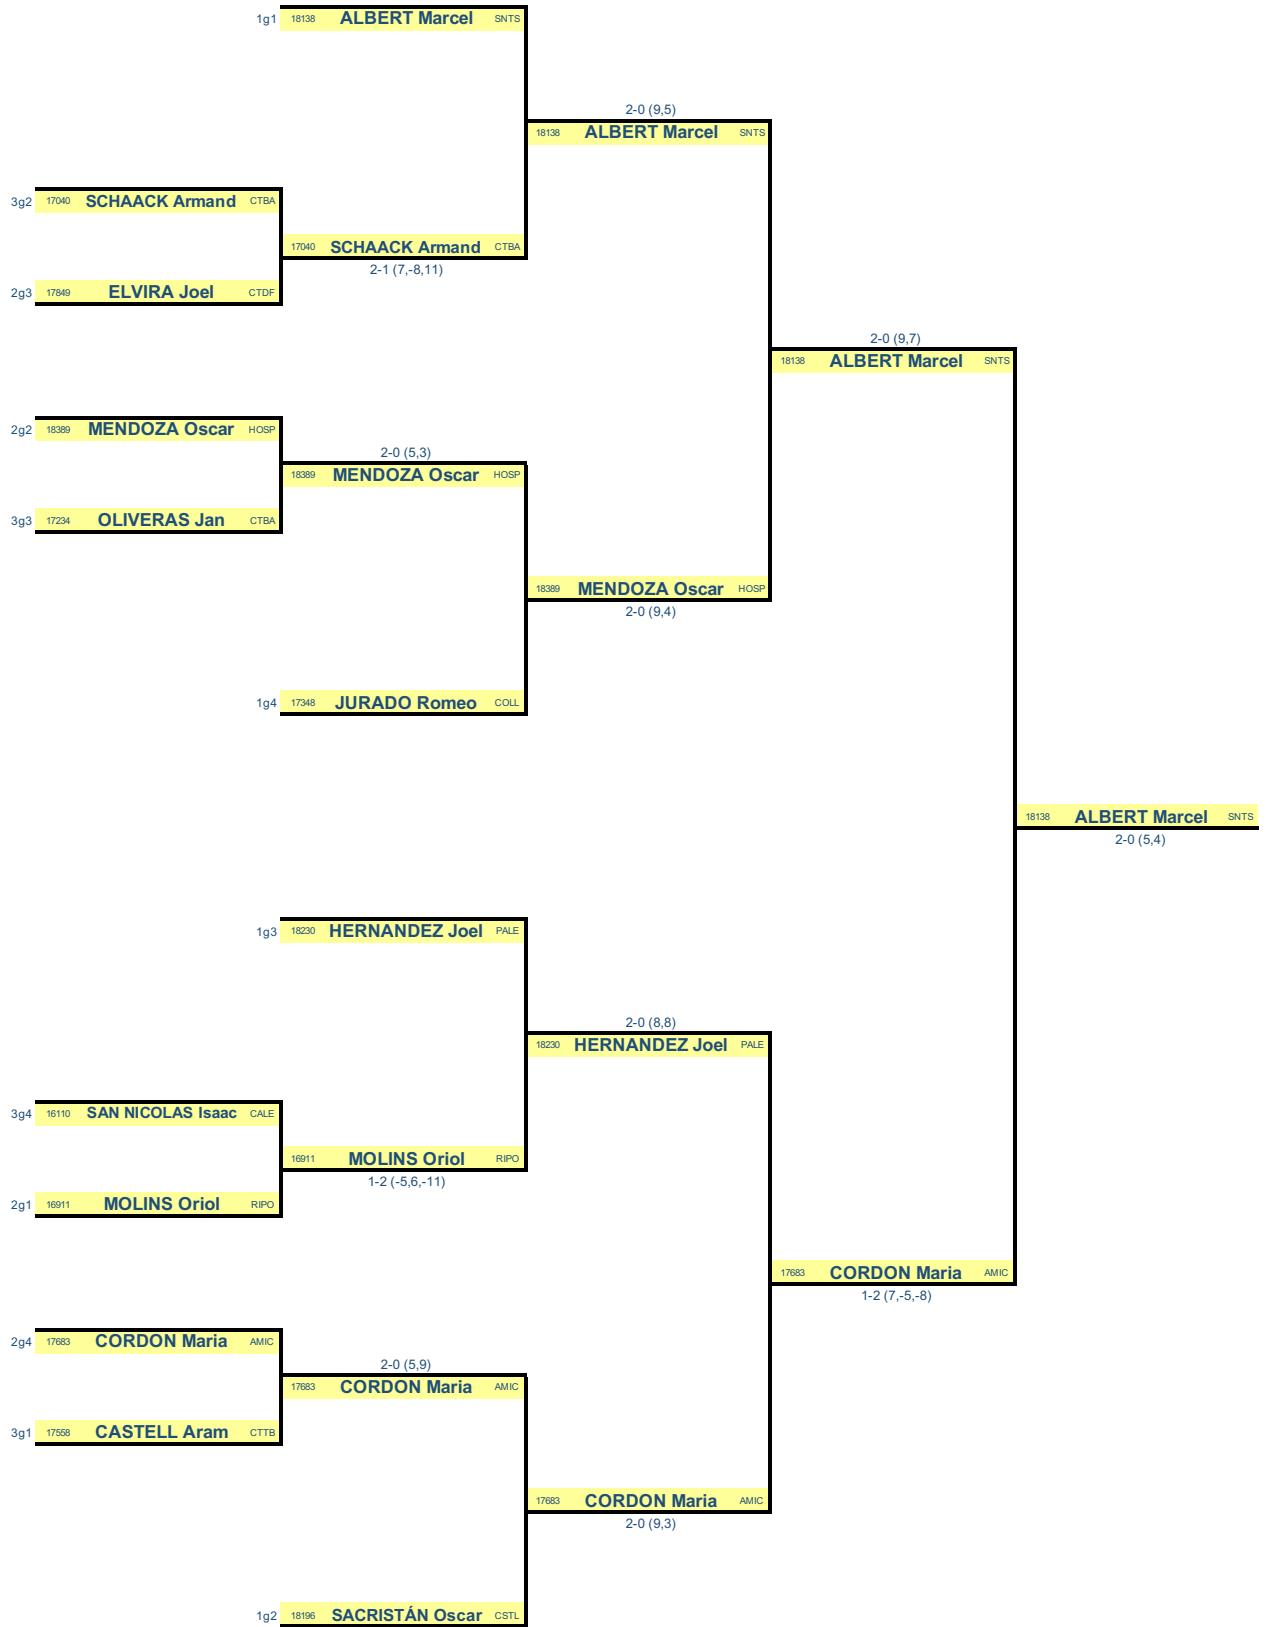 1g1 18138 ALBERT Marcel SNTS
2-0 (9,5)
18138 ALBERT Marcel SNTS
3g2 17040 SCHAACK Armand CTBA
17040 SCHAACK Armand CTBA
2-1 (7,-8,11)
2g3 17849 ELVIRA Joel CTDF
2-0 (9,7)
18138 ALBERT Marcel SNTS
2g2 18389 MENDOZA Oscar HOSP
2-0 (5,3)
18389 MENDOZA Oscar HOSP
3g3 17234 OLIVERAS Jan CTBA
18389 MENDOZA Oscar HOSP
2-0 (9,4)
1g4 17348 JURADO Romeo COLL
18138 ALBERT Marcel SNTS
2-0 (5,4)
1g3 18230 HERNANDEZ Joel PALE
2-0 (8,8)
18230 HERNANDEZ Joel PALE
3g4 16110 SAN NICOLAS Isaac CALE
16911 MOLINS Oriol RIPO
1-2 (-5,6,-11)
2g1 16911 MOLINS Oriol RIPO
17683 CORDON Maria AMIC
1-2 (7,-5,-8)
2g4 17683 CORDON Maria AMIC
2-0 (5,9)
17683 CORDON Maria AMIC
3g1 17558 CASTELL Aram CTTB
17683 CORDON Maria AMIC
2-0 (9,3)
1g2 18196 SACRISTÁN Oscar CSTL